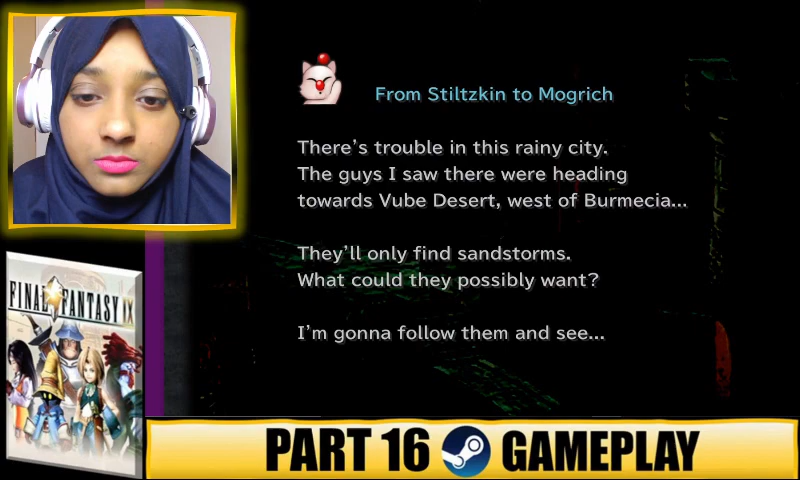 From Stiltzkin to Mogrich
There's trouble in this rainy city.
The guys I saw there were heading
towards Vube Desert, west of Burmecia...
They'll only find sandstorms.
What could they possibly want?
I'm gonna follow them and see...
FINAL FANTASY IX
PART 16 GAMEPLAY